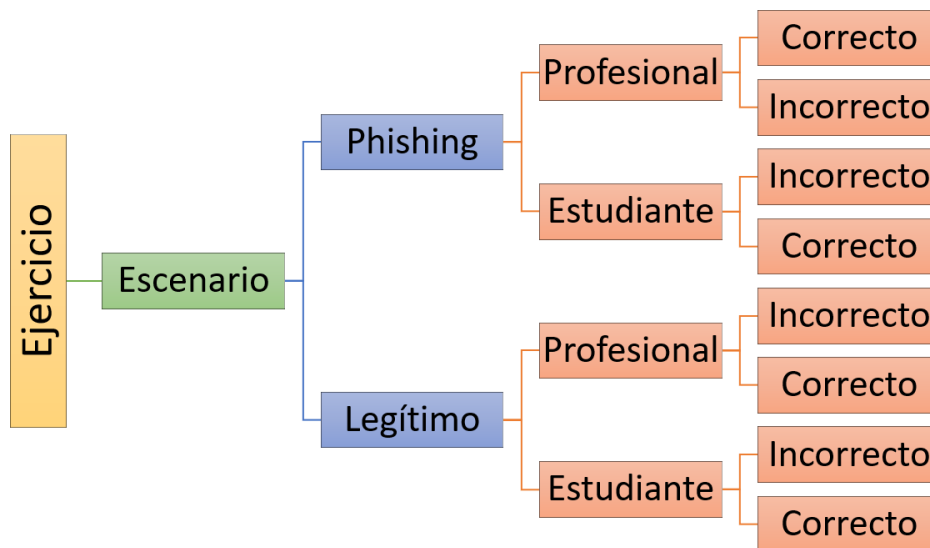 Ejercicio
Escenario
Phishing
Profesional
Correcto
Incorrecto
Estudiante
Incorrecto
Correcto
Legítimo
Profesional
Incorrecto
Correcto
Estudiante
Incorrecto
Correcto